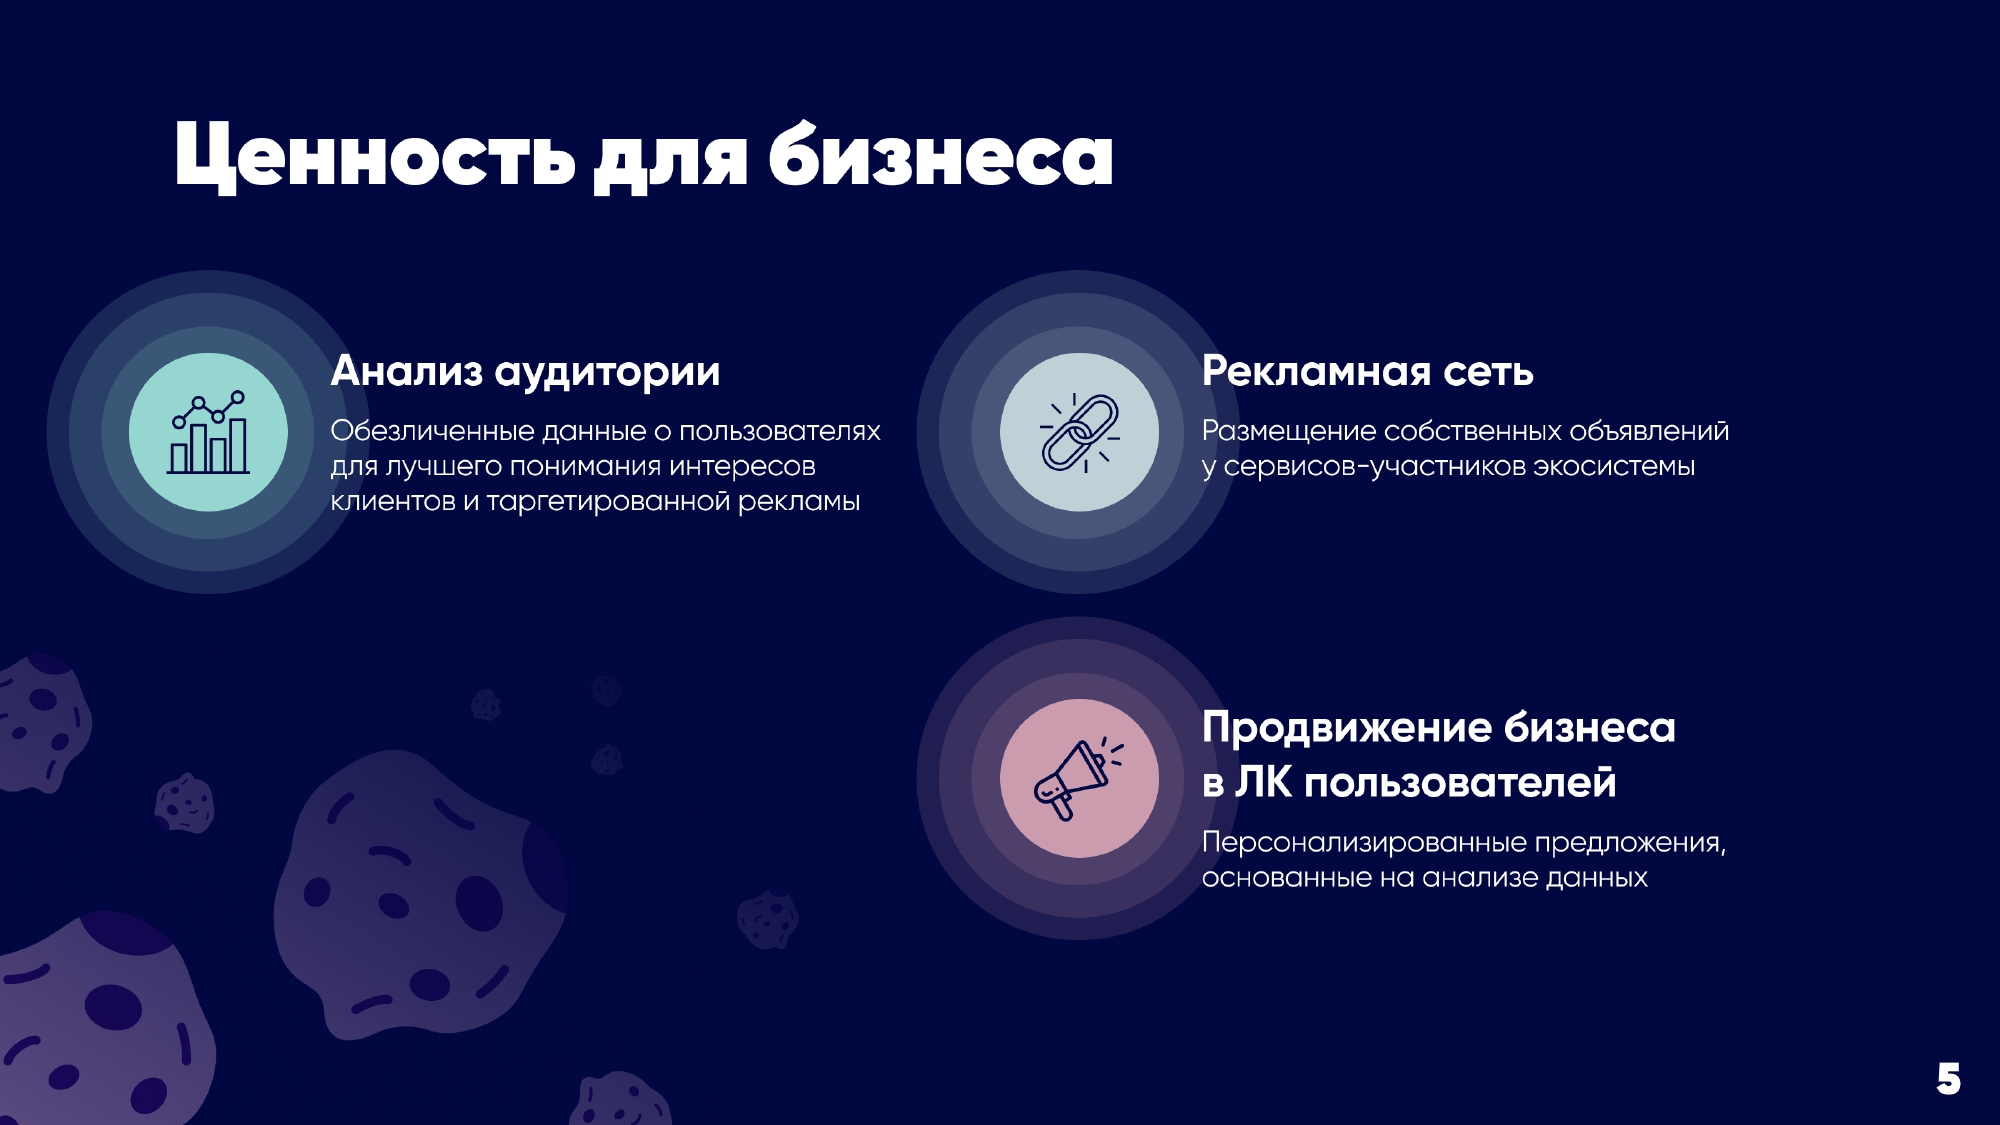 Ценность для бизнеса
Анализ аудитории
Обезличенные данные о пользователях
для лучшего понимания интересов
клиентов и таргетированной рекламы
Рекламная сеть
Размещение собственных объявлений
у сервисов-участников экосистемы
Продвижение бизнеса
в ЛК пользователей
Персонализированные предложения,
основанные на анализе данных
5